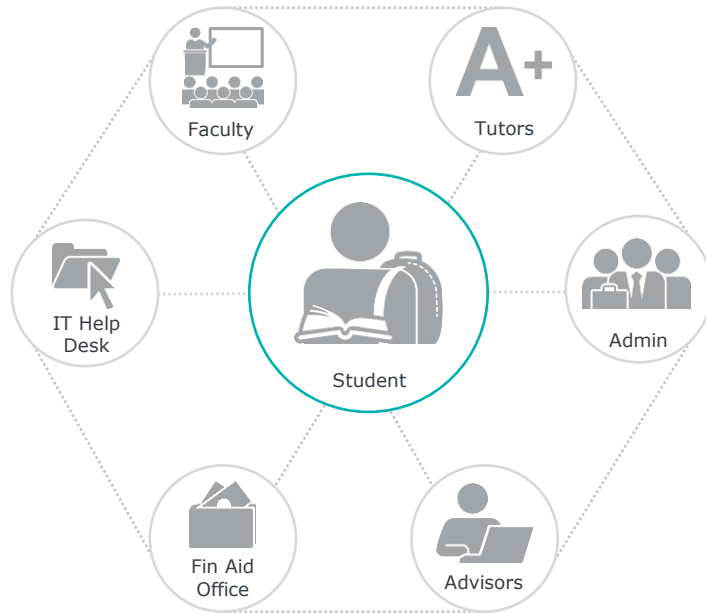 A+
Faculty
Tutors
IT Help
Desk
Student
Admin
Fin Aid
Office
Advisors